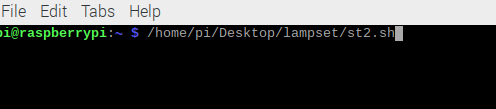 File Edit Tabs Help
pi@raspberrypi:~ $ /home/pi/Desktop/lampset/st2.sh